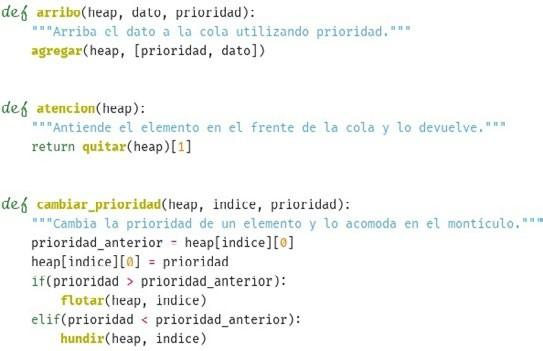 def arribo(heap, dato, prioridad):
"""Arriba el dato a la cola utilizando prioridad."""
agregar(heap, [prioridad, dato])
def atencion(heap):
"""Antiende el elemento en el frente de la cola y lo devuelve."""
return quitar(heap)[1]
def cambiar_prioridad(heap, indice, prioridad):
"""Cambia la prioridad de un elemento y lo acomoda en el montículo."""
prioridad_anterior = heap[indice][0]
heap[indice][0] = prioridad
if(prioridad > prioridad_anterior):
flotar(heap, indice)
elif(prioridad < prioridad_anterior):
hundir(heap, indice)